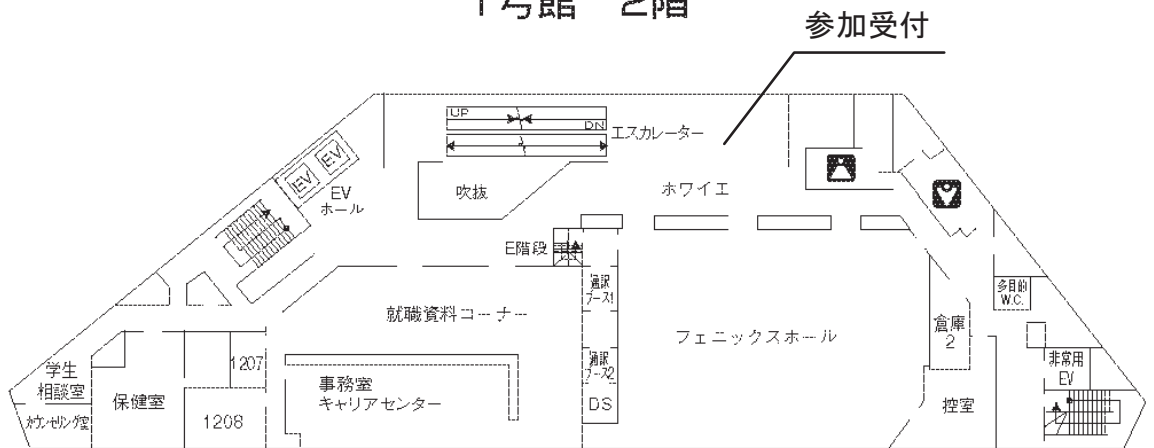 1号館 2階
参加受付
UP
DN
エスカレーター
EV
EV
EV
ホール
吹抜
ホワイエ
E階段
通訳
ブース1
就職資料コーナー
フェニックスホール
多目的
W.C.
倉庫
2
1207
学生
相談室
事務室
キャリアセンター
通訳
ブース2
非常用
EV
保健室
DS
控室
カウンセリング室
1208